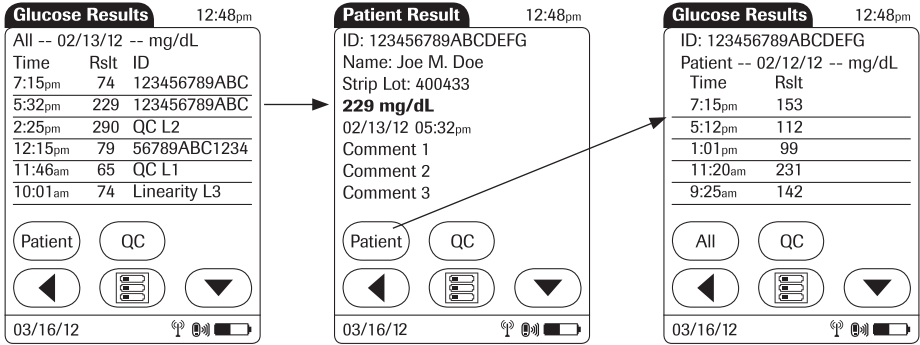 Glucose Results 12:48pm
All -- 02/13/12 -- mg/dL
Time Rslt ID
7:15pm 74 123456789ABC
5:32pm 229 123456789ABC
2:25pm 290 QC L2
12:15pm 79 56789ABC1234
11:46am 65 QC L1
10:01am 74 Linearity L3
Patient QC
03/16/12
Patient Result 12:48pm
ID: 123456789ABCDEFG
Name: Joe M. Doe
Strip Lot: 400433
229 mg/dL
02/13/12 05:32pm
Comment 1
Comment 2
Comment 3
Patient QC
03/16/12
Glucose Results 12:48pm
ID: 123456789ABCDEFG
Patient -- 02/12/12 -- mg/dL
Time Rslt
7:15pm 153
5:12pm 112
1:01pm 99
11:20am 231
9:25am 142
All QC
03/16/12